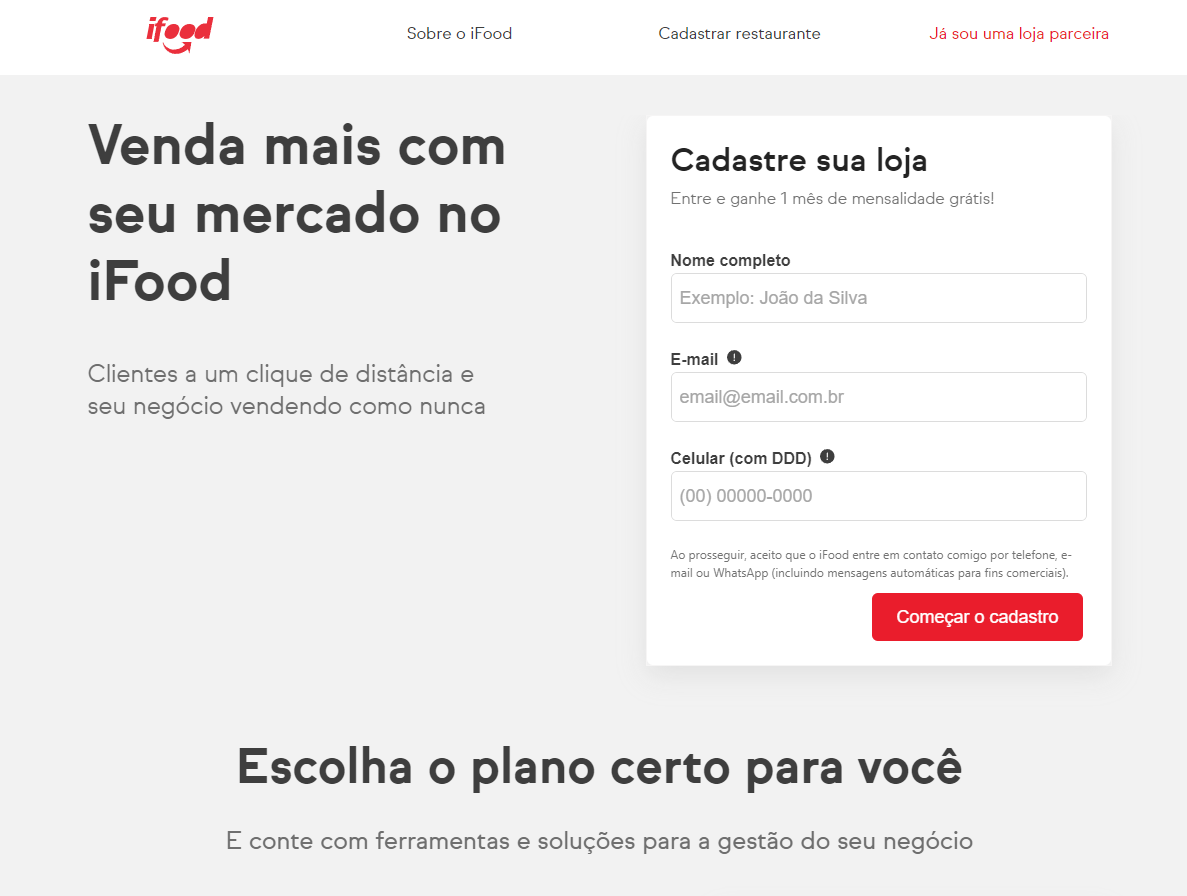 ifood
Sobre o iFood
Cadastrar restaurante
Já sou uma loja parceira
Venda mais com
seu mercado no
iFood
Clientes a um clique de distância e
seu negócio vendendo como nunca
Cadastre sua loja
Entre e ganhe 1 mês de mensalidade grátis!
Nome completo
Exemplo: João da Silva
E-mail
email@email.com.br
Celular (com DDD)
(00) 00000-0000
Ao prosseguir, aceito que o iFood entre em contato comigo por telefone, e-
mail ou WhatsApp (incluindo mensagens automáticas para fins comerciais).
Começar o cadastro
Escolha o plano certo para você
E conte com ferramentas e soluções para a gestão do seu negócio